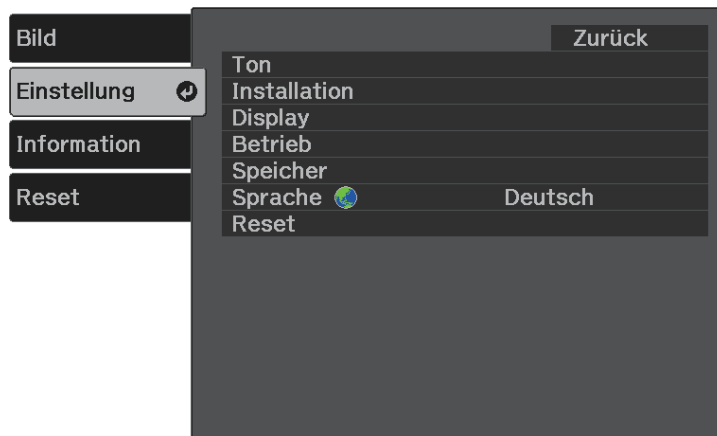 Bild
Einstellung
Information
Reset
Zurück
Ton
Installation
Display
Betrieb
Speicher
Sprache Deutsch
Reset